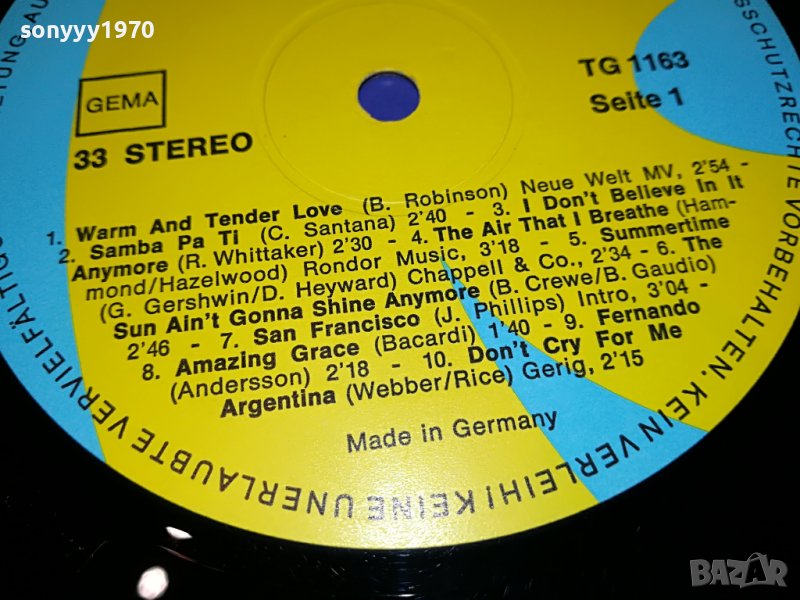 sonyyy1970
GEMA
33 STEREO
TG 1163
Seite 1
1. Warm And Tender Love (B. Robinson) Neue Welt MV, 2'54 -
2. Samba Pa Ti (C. Santana) 2'40 - 3. I Don't Believe In It
Anymore (R. Whittaker) 2'30 - 4. The Air That I Breathe (Ham-
mond/Hazelwood) Rondor Music, 3'18 - 5. Summertime
(G. Gershwin/D. Heyward) Chappell & Co., 2'34 - 6. The
Sun Ain't Gonna Shine Anymore (B. Crewe/B. Gaudio)
2'46 - 7. San Francisco (J. Phillips) Intro, 3'04 -
8. Amazing Grace (Bacardi) 1'40 - 9. Fernando
(Andersson) 2'18 - 10. Don't Cry For Me
Argentina (Webber/Rice) Gerig, 2'15
Made in Germany
KEINE UNERLAUBTE VERVIELFÄLTIG
SSCHUTZRECHTE VORBEHALTEN. KEIN VERLEIH!
BAZAR